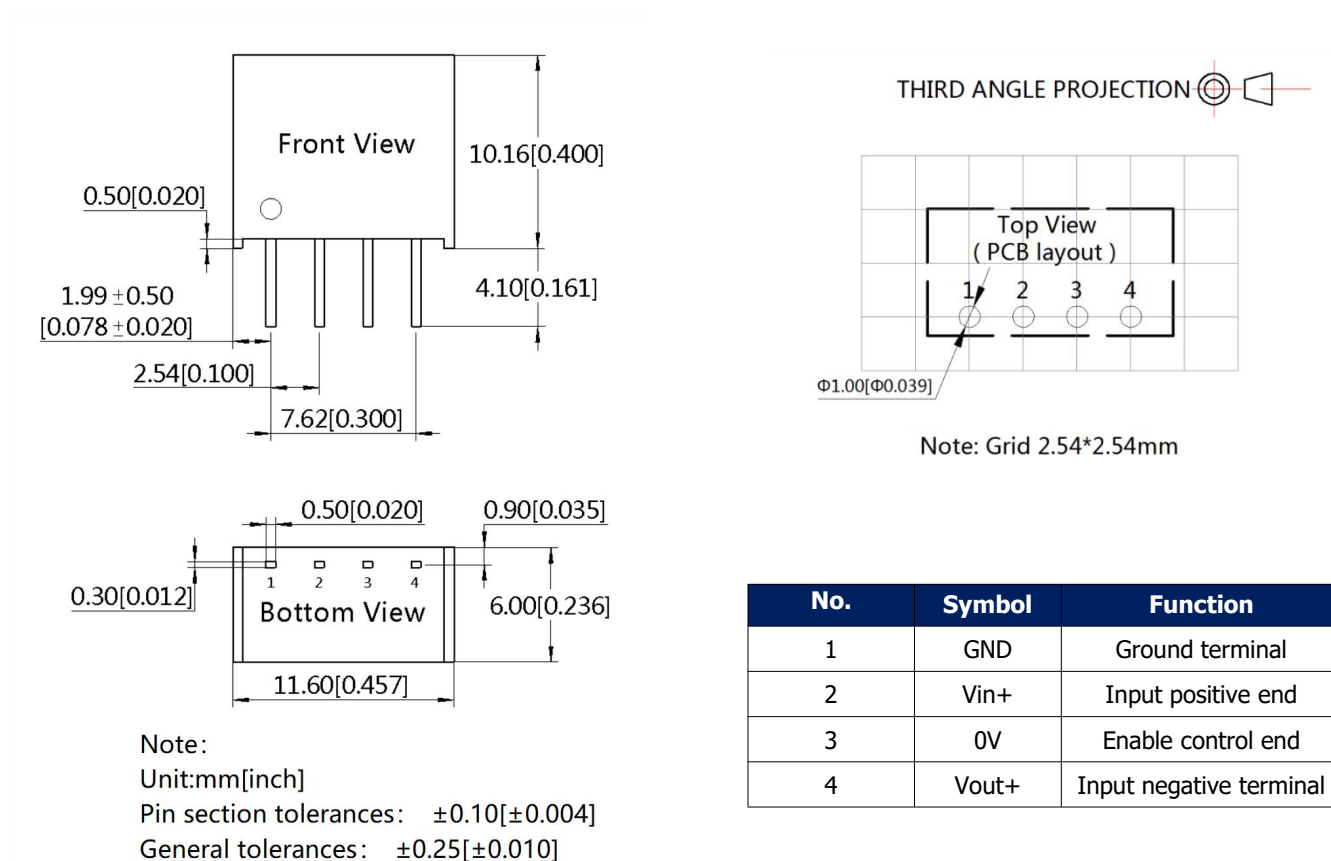 Front View
10.16[0.400]
0.50[0.020]
4.10[0.161]
1.99±0.50
[0.078±0.020]
2.54[0.100]
7.62[0.300]
0.50[0.020]
0.90[0.035]
0.30[0.012]
1 2 3 4
Bottom View
6.00[0.236]
11.60[0.457]
Note:
Unit:mm[inch]
Pin section tolerances: ±0.10[±0.004]
General tolerances: ±0.25[±0.010]
THIRD ANGLE PROJECTION
Top View
( PCB layout )
1 2 3 4
Φ1.00[Φ0.039]
Note: Grid 2.54*2.54mm
No. Symbol Function
1 GND Ground terminal
2 Vin+ Input positive end
3 0V Enable control end
4 Vout+ Input negative terminal